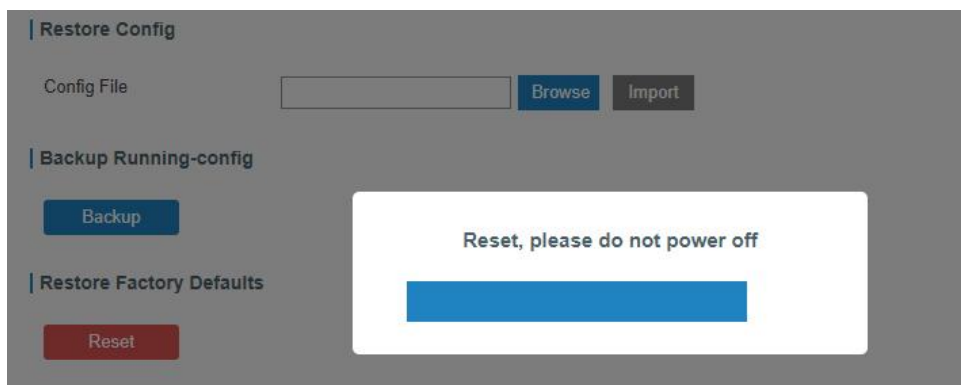 Restore Config
Config File
Browse
Import
Backup Running-config
Backup
Reset, please do not power off
Restore Factory Defaults
Reset